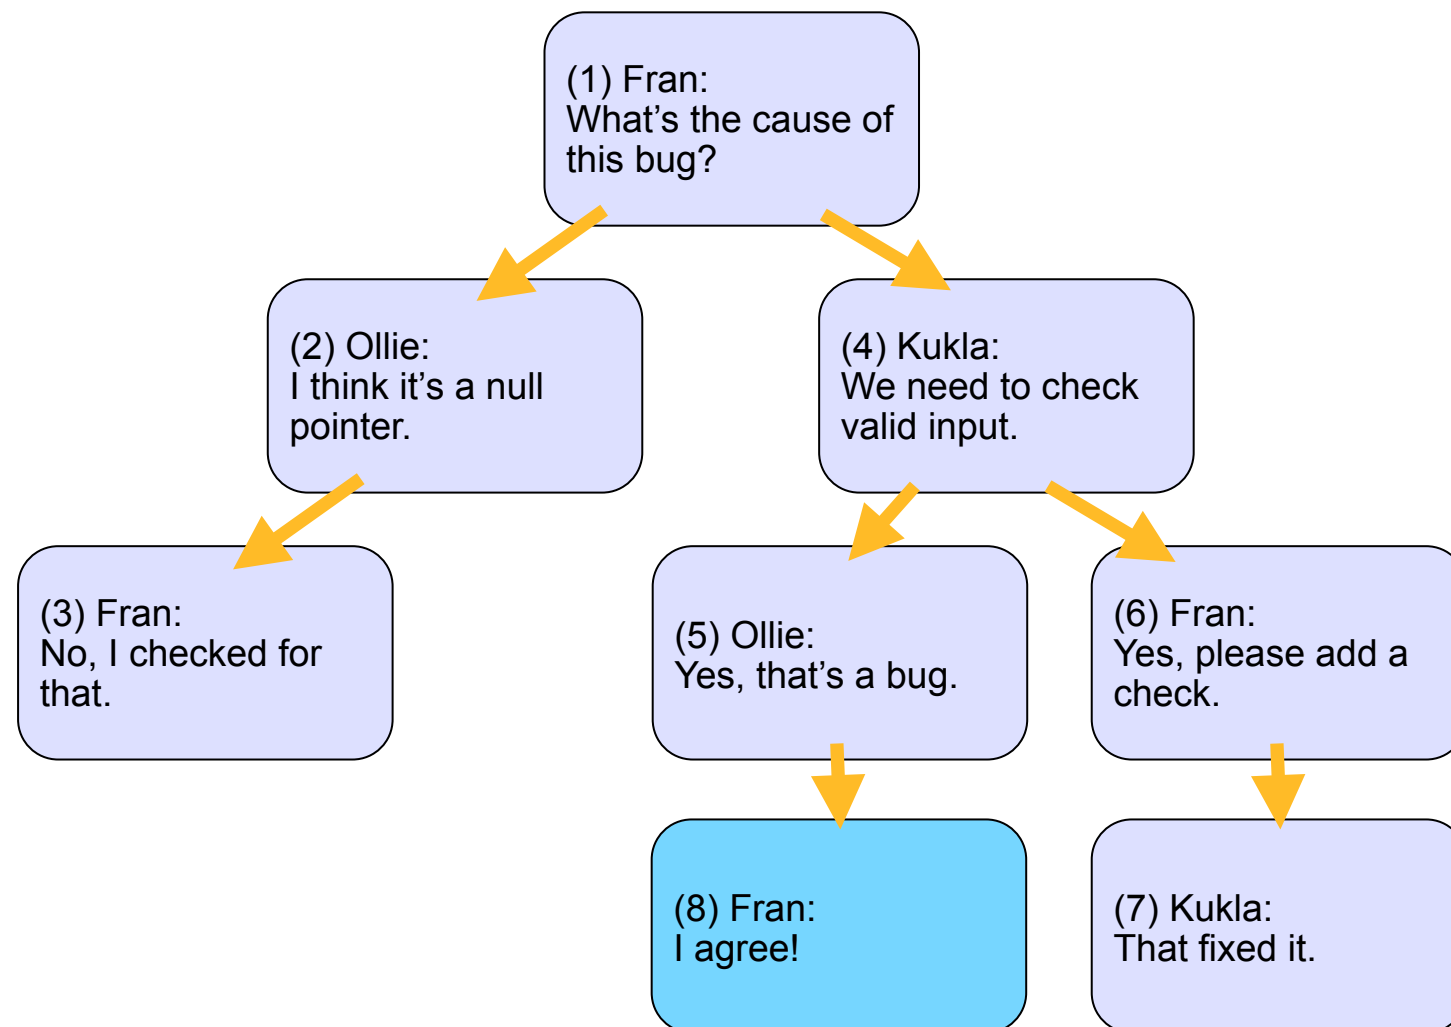 (1) Fran:
What’s the cause of
this bug?
(2) Ollie:
I think it’s a null
pointer.
(4) Kukla:
We need to check
valid input.
(3) Fran:
No, I checked for
that.
(5) Ollie:
Yes, that’s a bug.
(6) Fran:
Yes, please add a
check.
(8) Fran:
I agree!
(7) Kukla:
That fixed it.